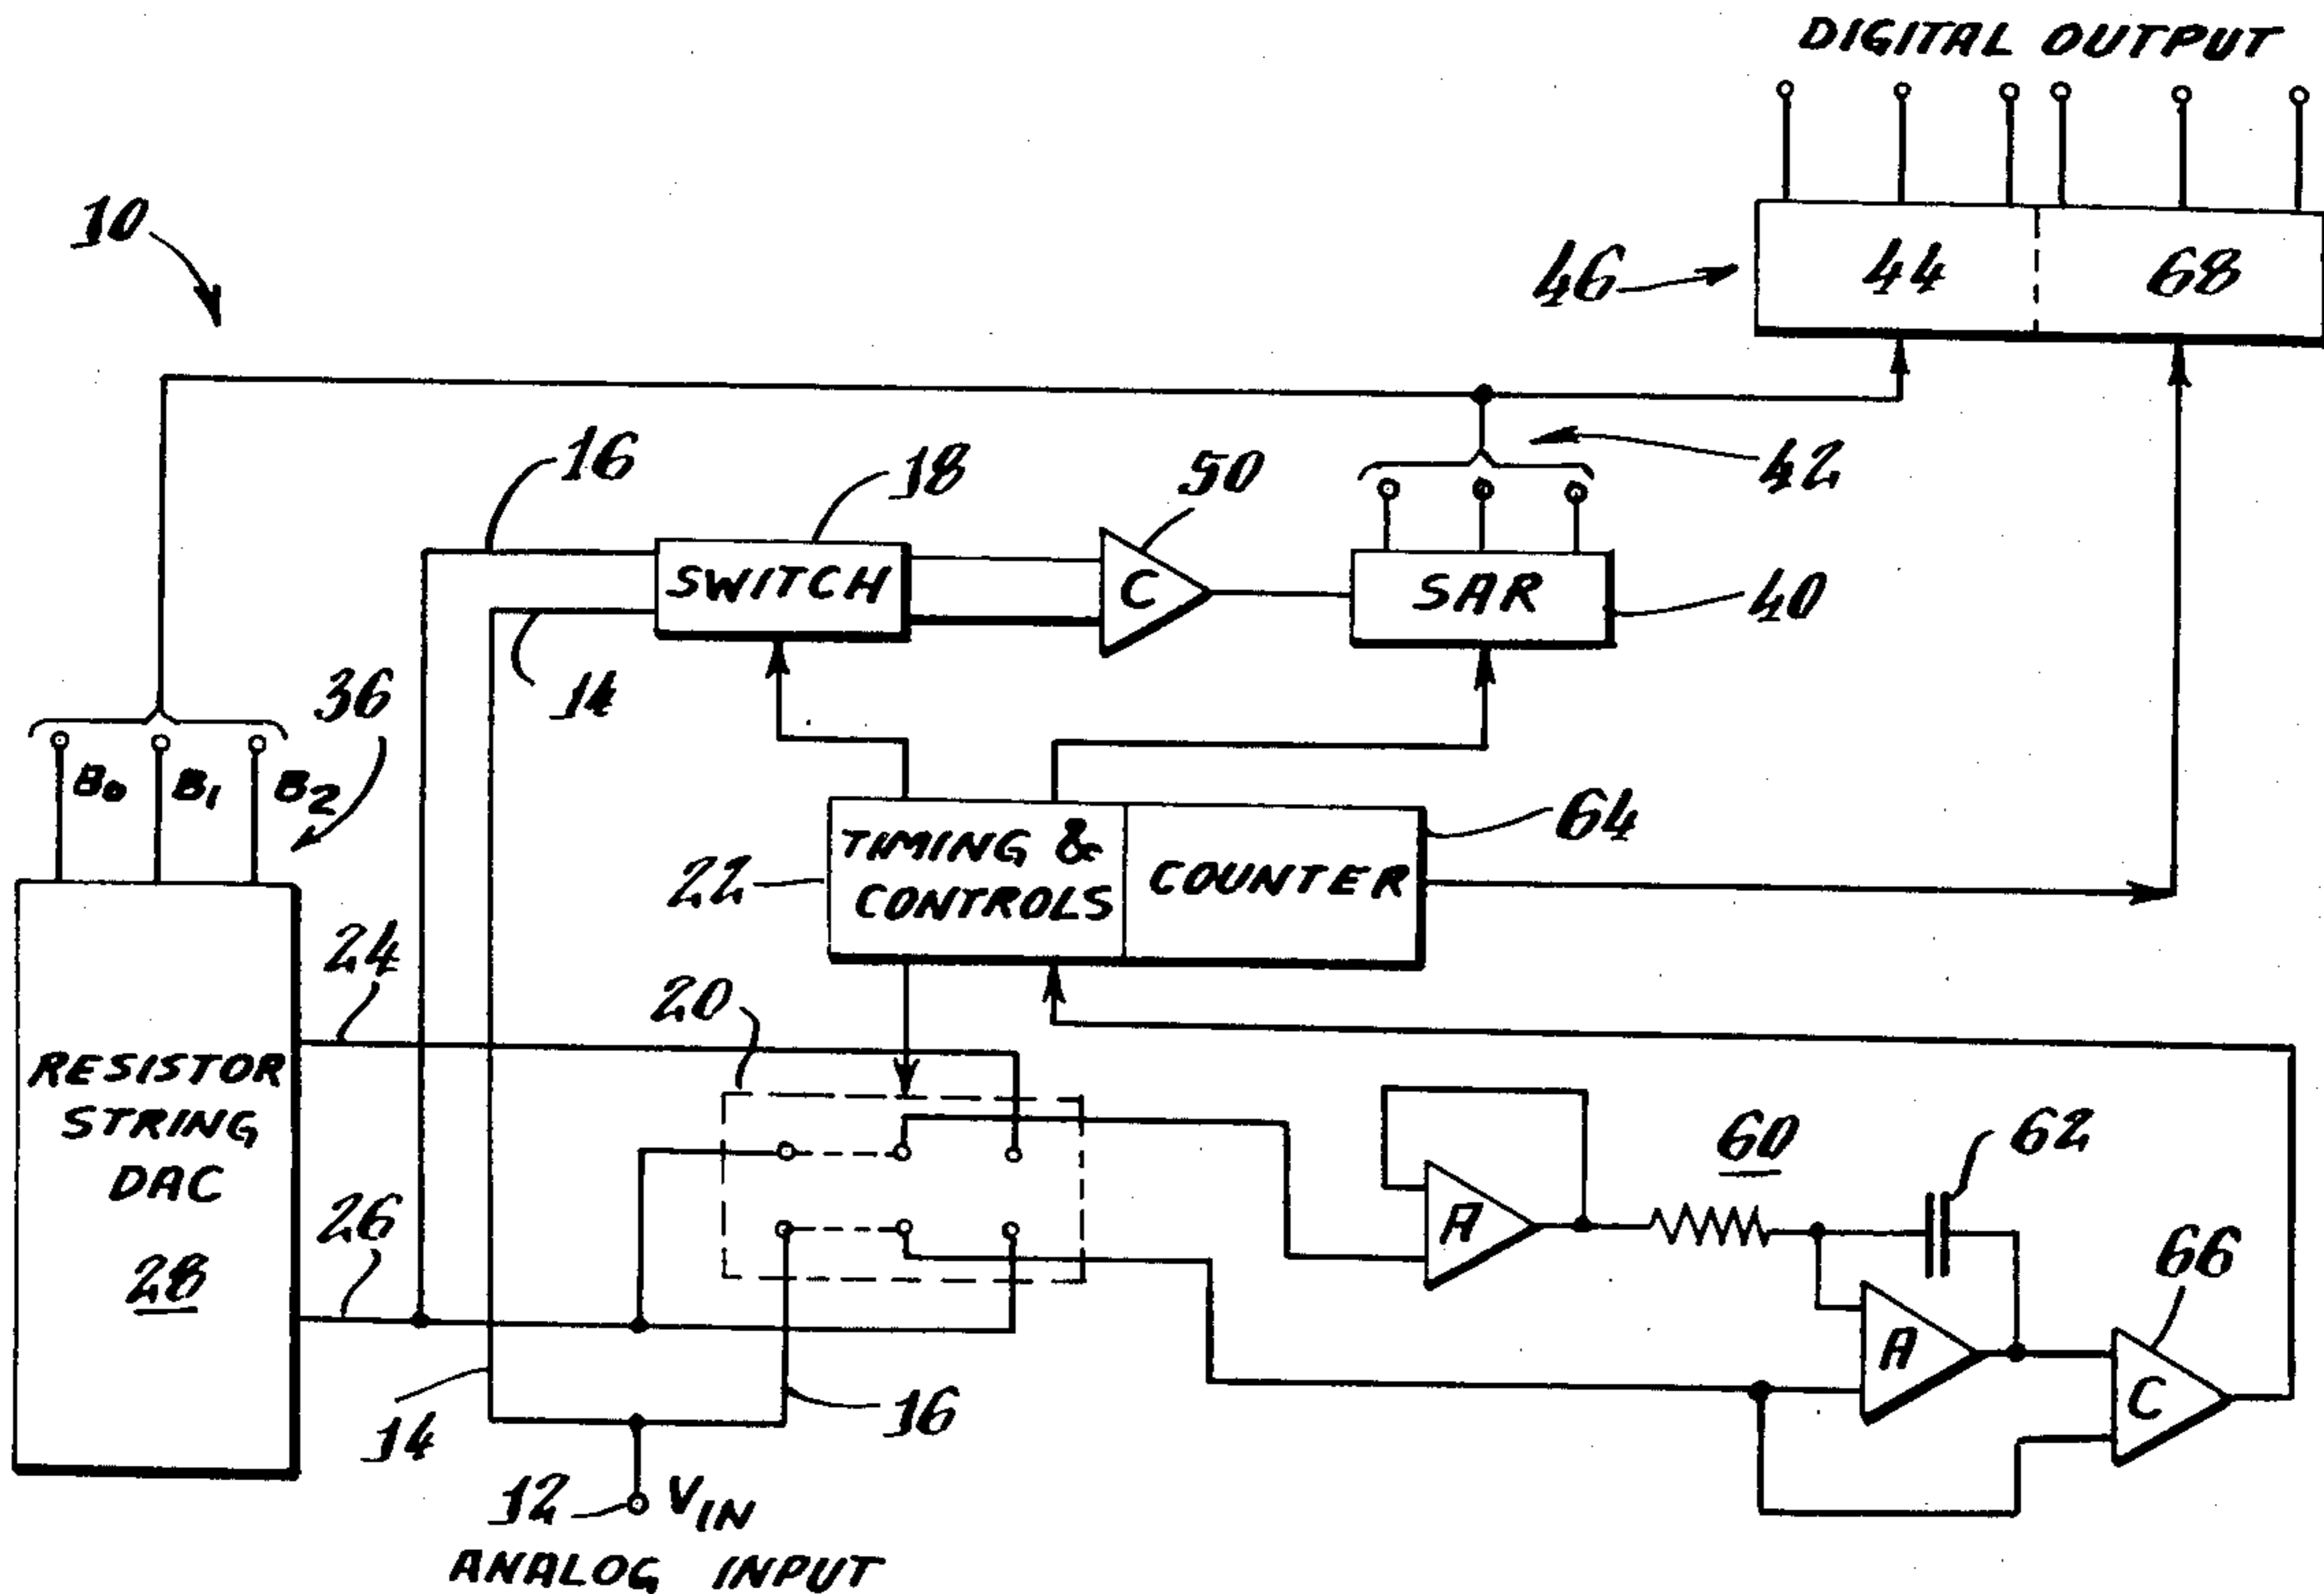 DIGITAL OUTPUT
10
46
44
68
16
18
50
42
SWITCH
C
SAR
40
14
36
B0
B1
B2
22
TIMING &
CONTROLS
COUNTER
64
24
20
RESISTOR
STRING
DAC
28
26
60
62
A
66
A
C
14
16
12
VIN
ANALOG INPUT